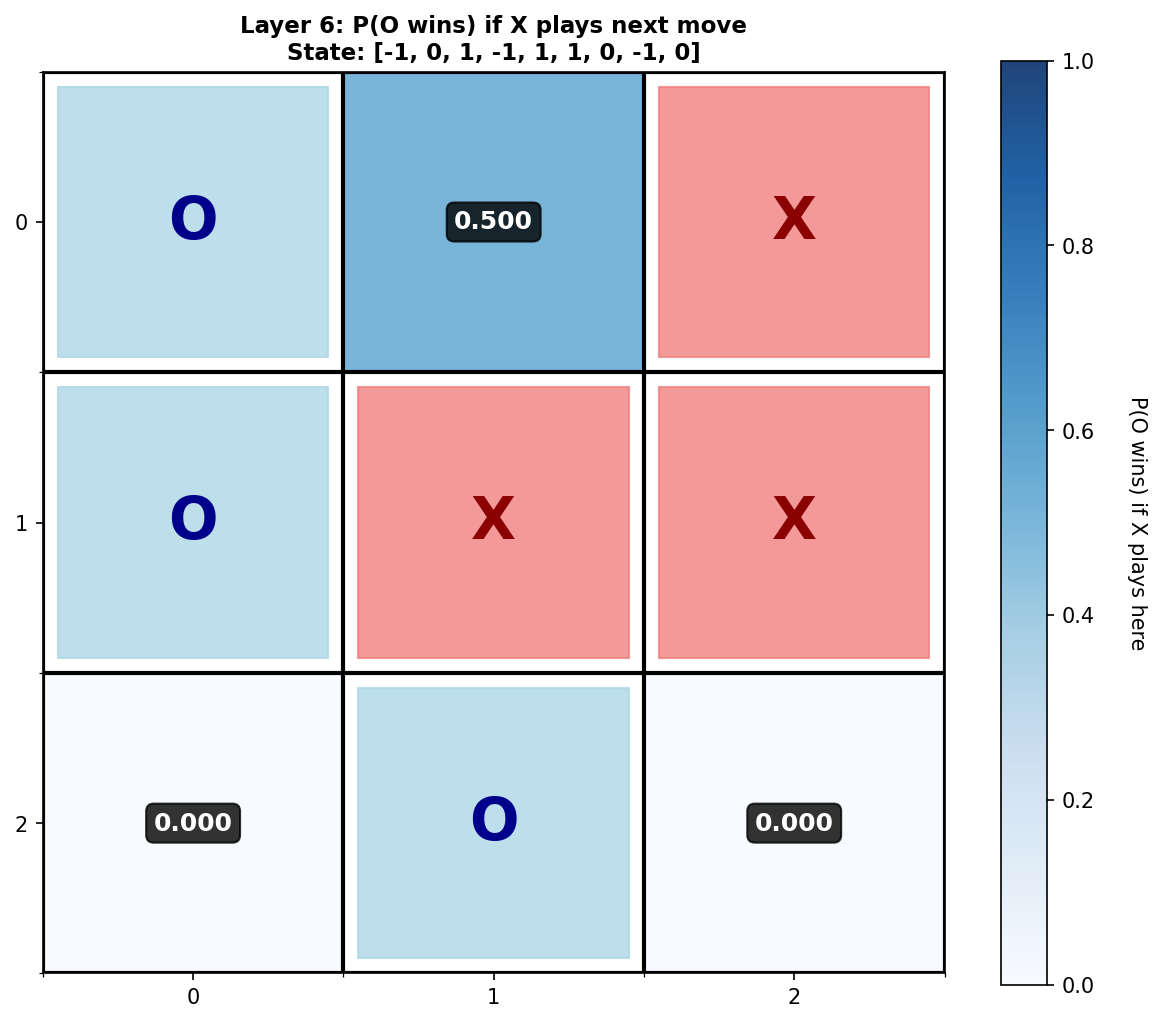 Layer 6: P(O wins) if X plays next move
State: [-1, 0, 1, -1, 1, 1, 0, -1, 0]
0
O
0.500
X
1
O
X
X
2
0.000
O
0.000
0
1
2
1.0
0.8
0.6
0.4
0.2
0.0
P(O wins) if X plays here